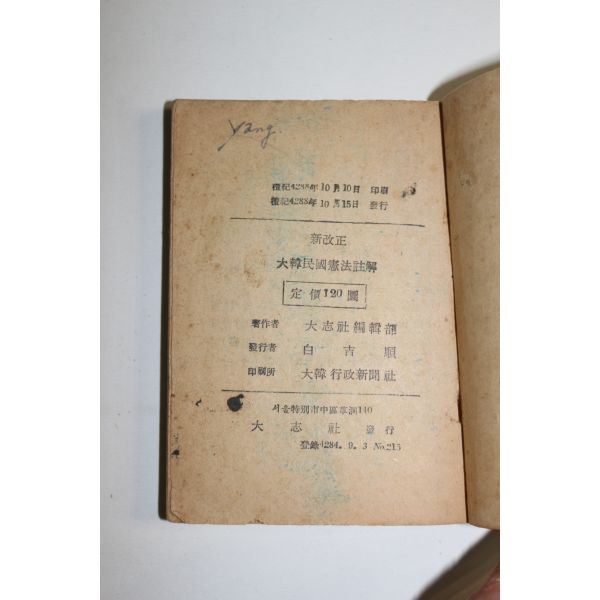 yang.
檀紀4288年 10月 10日 印刷
檀紀4288年 10月 15日 發行
新改正
大韓民國憲法註解
定價 120 圜
著作者 大志社編輯部
發行者 白吉順
印刷所 大韓行政新聞社
서울特別市中區草洞140
大志社 發行
登錄4284. 9. 3 No.215